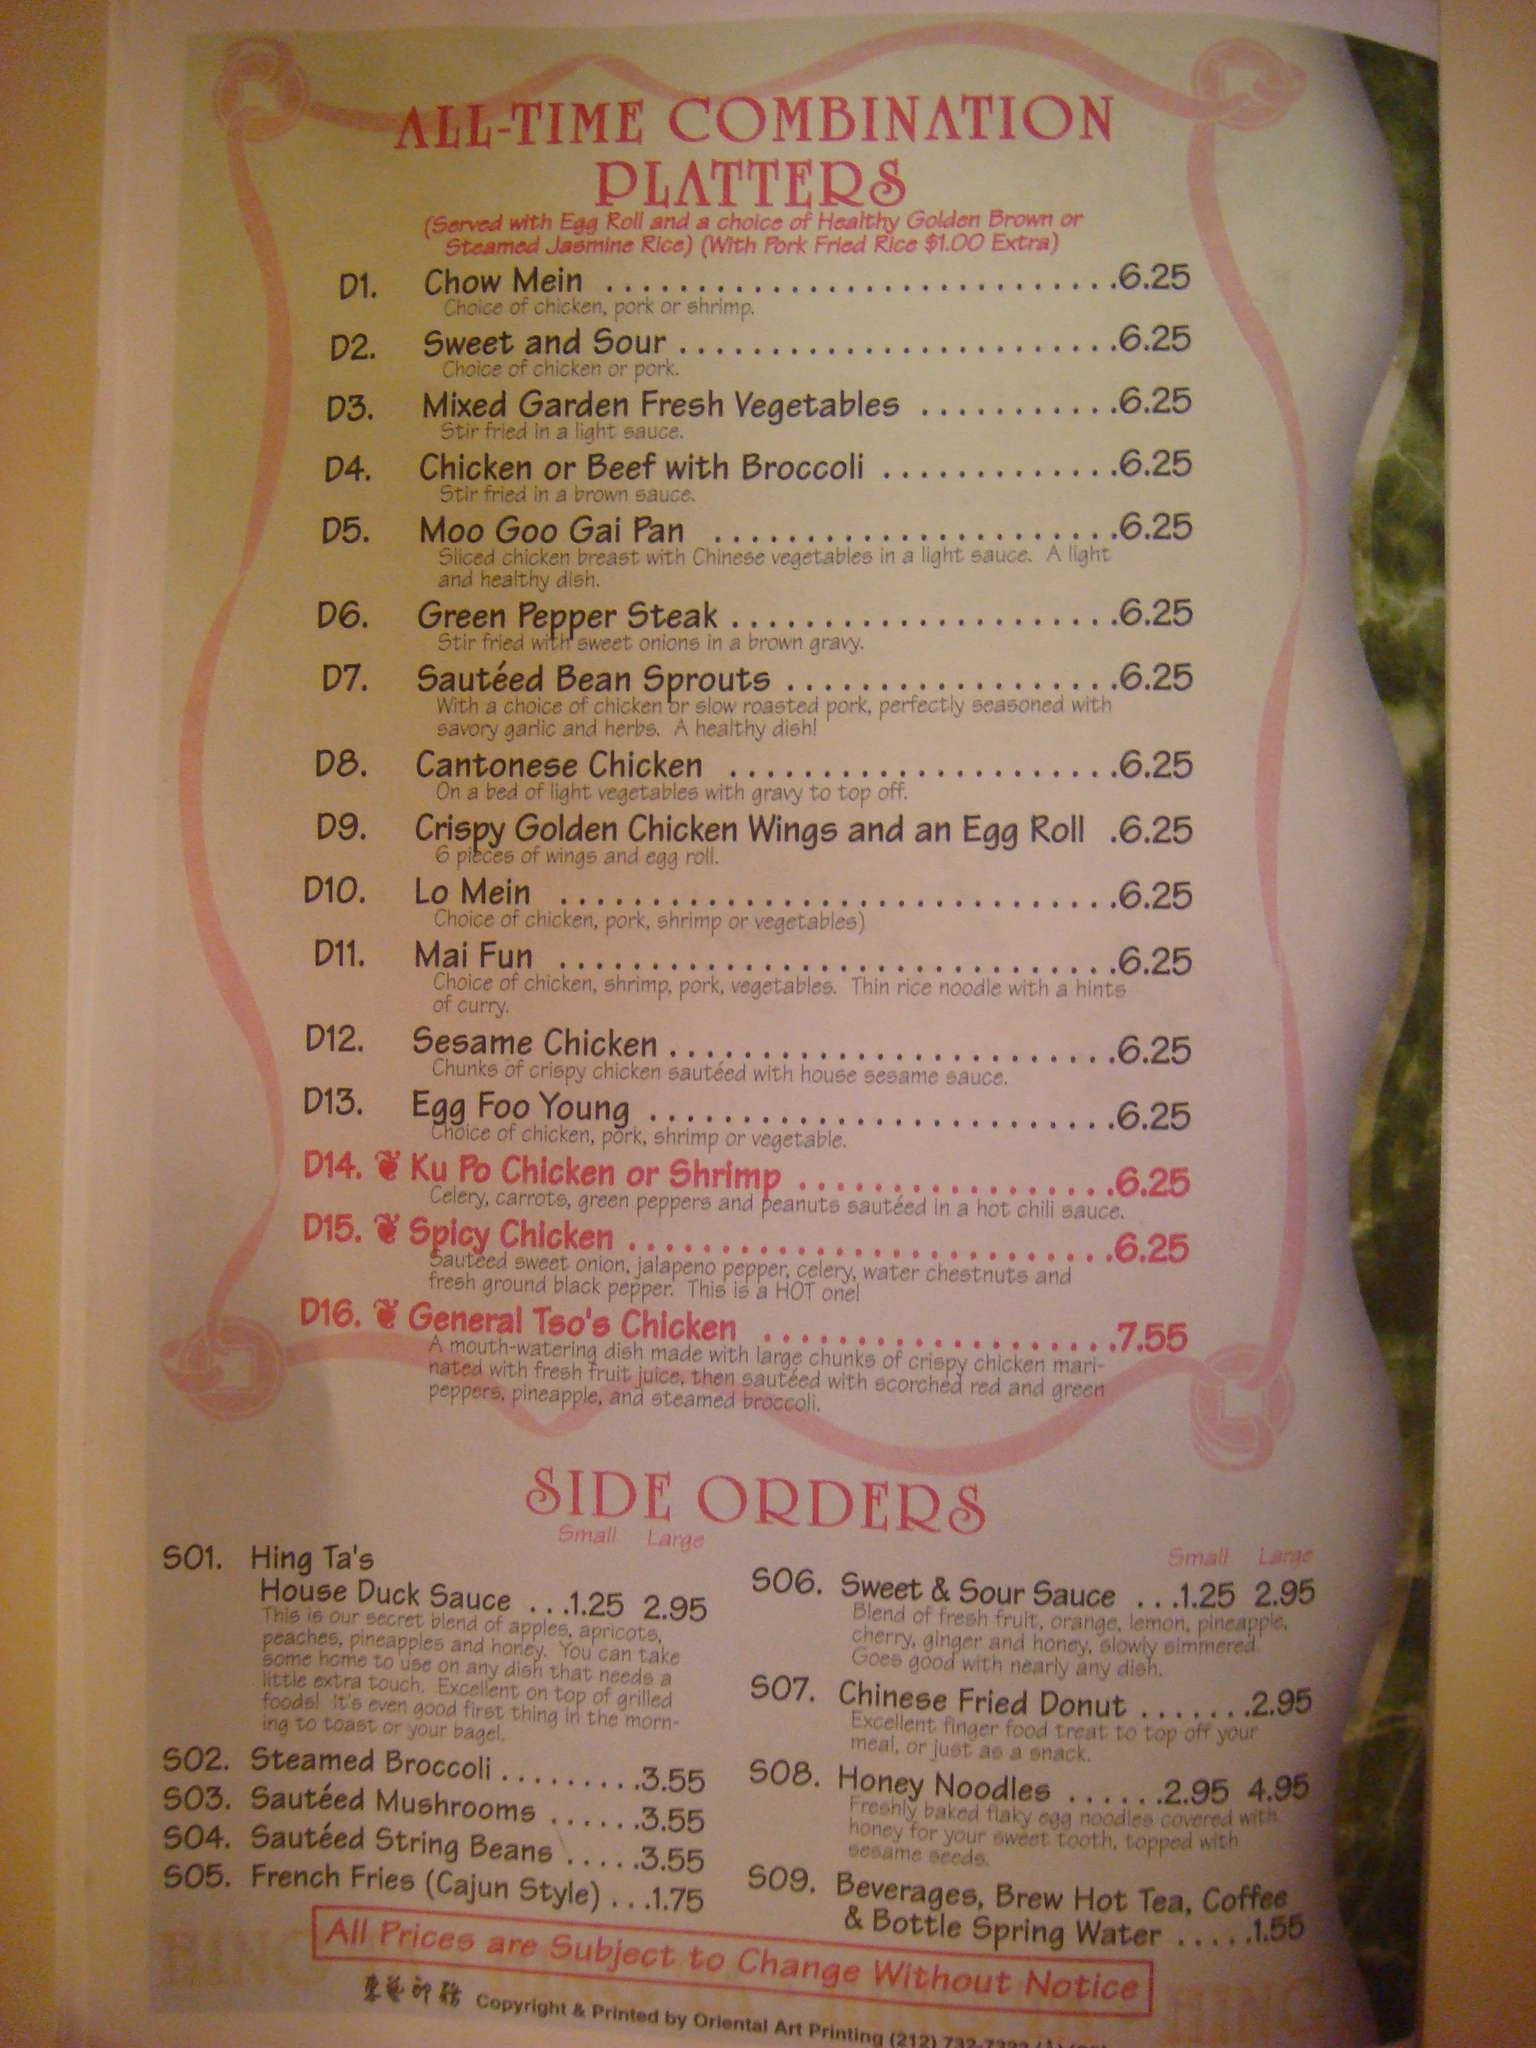 ALL-TIME COMBINATION
PLATTERS
(Served with Egg Roll and a choice of Healthy Golden Brown or
Steamed Jasmine Rice) (With Pork Fried Rice $1.00 Extra)
D1. Chow Mein ..............................6.25
Choice of chicken, pork or shrimp.
D2. Sweet and Sour ........................6.25
Choice of chicken or pork.
D3. Mixed Garden Fresh Vegetables ...........6.25
Stir fried in a light sauce.
D4. Chicken or Beef with Broccoli .............6.25
Stir fried in a brown sauce.
D5. Moo Goo Gai Pan ......................6.25
Sliced chicken breast with Chinese vegetables in a light sauce. A light
and healthy dish.
D6. Green Pepper Steak .....................6.25
Stir fried with sweet onions in a brown gravy.
D7. Sautéed Bean Sprouts ..................6.25
With a choice of chicken or slow roasted pork, perfectly seasoned with
savory garlic and herbs. A healthy dish!
D8. Cantonese Chicken .....................6.25
On a bed of light vegetables with gravy to top off.
D9. Crispy Golden Chicken Wings and an Egg Roll .6.25
6 pieces of wings and egg roll.
D10. Lo Mein ..............................6.25
Choice of chicken, pork, shrimp or vegetables)
D11. Mai Fun ..............................6.25
Choice of chicken, shrimp, pork, vegetables. Thin rice noodle with a hints
of curry.
D12. Sesame Chicken ........................6.25
Chunks of crispy chicken sautéed with house sesame sauce.
D13. Egg Foo Young .........................6.25
Choice of chicken, pork, shrimp or vegetable.
D14. Ku Po Chicken or Shrimp .................6.25
Celery, carrots, green peppers and peanuts sautéed in a hot chili sauce.
D15. Spicy Chicken ..........................6.25
Sautéed sweet onion, jalapeno pepper, celery, water chestnuts and
fresh ground black pepper. This is a HOT one!
D16. General Tso's Chicken ...................7.55
A mouth-watering dish made with large chunks of crispy chicken mari-
nated with fresh fruit juice, then sautéed with scorched red and green
peppers, pineapple, and steamed broccoli.
SIDE ORDERS
Small Large
S01. Hing Ta's
House Duck Sauce ...1.25 2.95
This is our secret blend of apples, apricots,
peaches, pineapples and honey. You can take
some home to use on any dish that needs a
little extra touch. Excellent on top of grilled
foods! It's even good first thing in the morn-
ing to toast or your bagel.
S02. Steamed Broccoli .........3.55
S03. Sautéed Mushrooms ......3.55
S04. Sautéed String Beans .....3.55
S05. French Fries (Cajun Style) ...1.75
Small Large
S06. Sweet & Sour Sauce ...1.25 2.95
Blend of fresh fruit, orange, lemon, pineapple,
cherry, ginger and honey, slowly simmered.
Goes good with nearly any dish.
S07. Chinese Fried Donut .......2.95
Excellent finger food treat to top off your
meal, or just as a snack.
S08. Honey Noodles ......2.95 4.95
Freshly baked flaky egg noodles covered with
honey for your sweet tooth, topped with
sesame seeds.
S09. Beverages, Brew Hot Tea, Coffee
& Bottle Spring Water .....1.55
All Prices are Subject to Change Without Notice
Copyright & Printed by Oriental Art Printing (212)